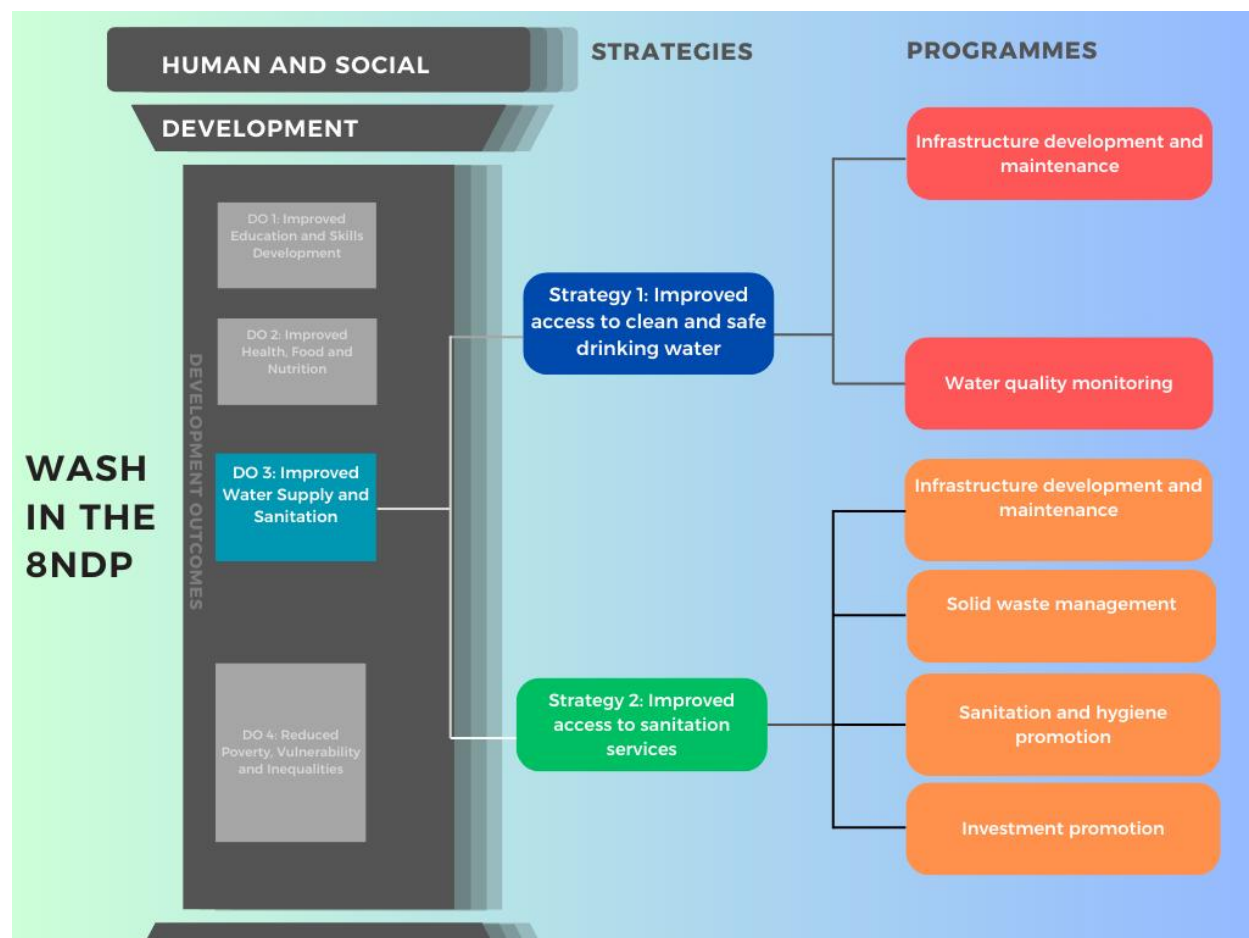 HUMAN AND SOCIAL
DEVELOPMENT
STRATEGIES
PROGRAMMES
WASH
IN THE
8NDP
DEVELOPMENT OUTCOMES
DO 1: Improved
Education and Skills
Development
DO 2: Improved
Health, Food and
Nutrition
DO 3: Improved
Water Supply and
Sanitation
DO 4: Reduced
Poverty, Vulnerability
and Inequalities
Strategy 1: Improved
access to clean and safe
drinking water
Strategy 2: Improved
access to sanitation
services
Infrastructure development and
maintenance
Water quality monitoring
Infrastructure development and
maintenance
Solid waste management
Sanitation and hygiene
promotion
Investment promotion